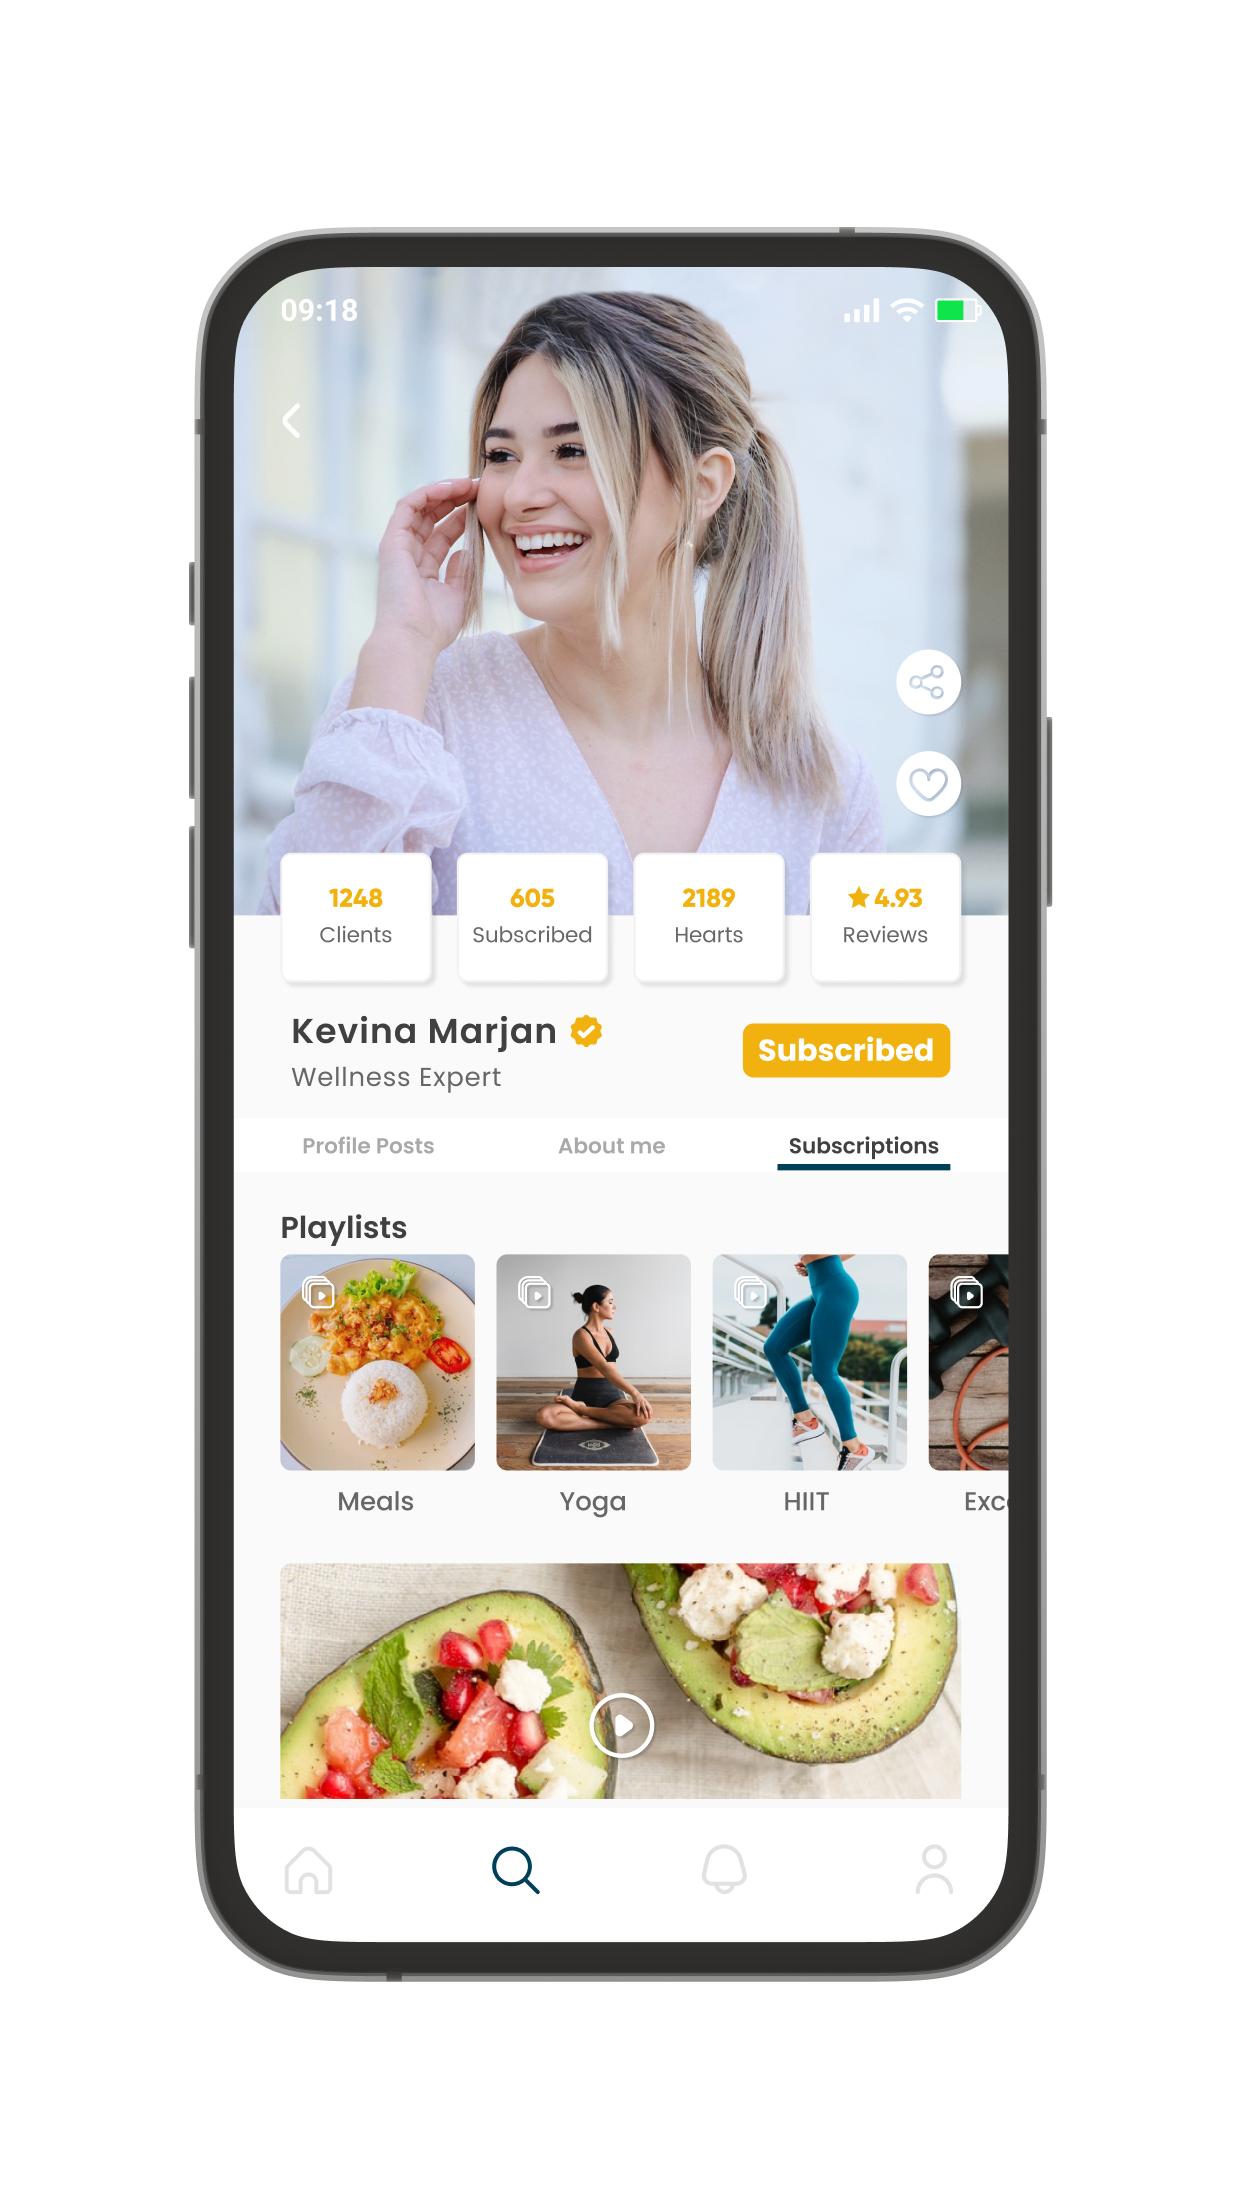 09:18
1248
Clients
605
Subscribed
2189
Hearts
4.93
Reviews
Kevina Marjan
Subscribed
Wellness Expert
Profile Posts
About me
Subscriptions
Playlists
Meals
Yoga
HIIT